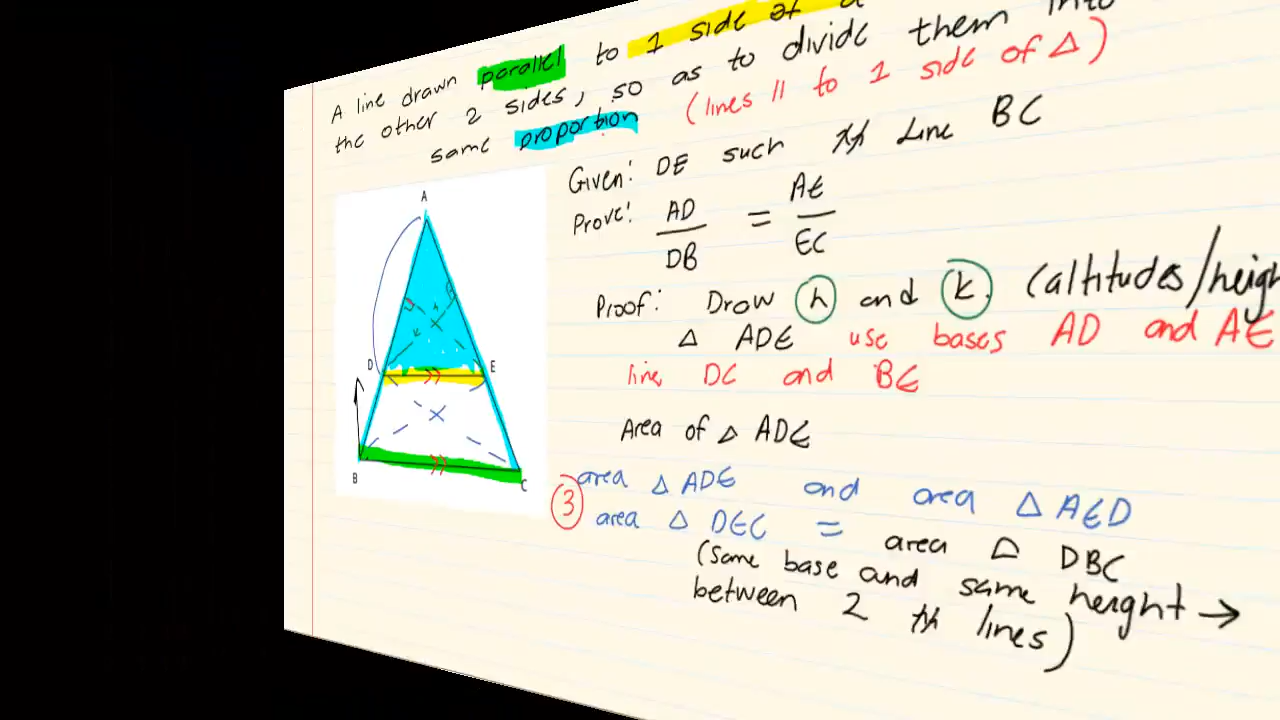 A line drawn parallel to 1 side of a
the other 2 sides, so as to divide them into
same proportion (lines || to 1 side of Δ)
Given: DE such // Line BC
Prove: AD/DB = AE/EC
Proof: Draw h and k. (altitudes/heigh
Δ ADE use bases AD and AE
line DC and BE
Area of Δ ADE
area Δ ADE and area Δ AED
③ area Δ DEC = area Δ DBC
(same base and same height →
between 2 // lines)
A
D
E
B
C
h
k